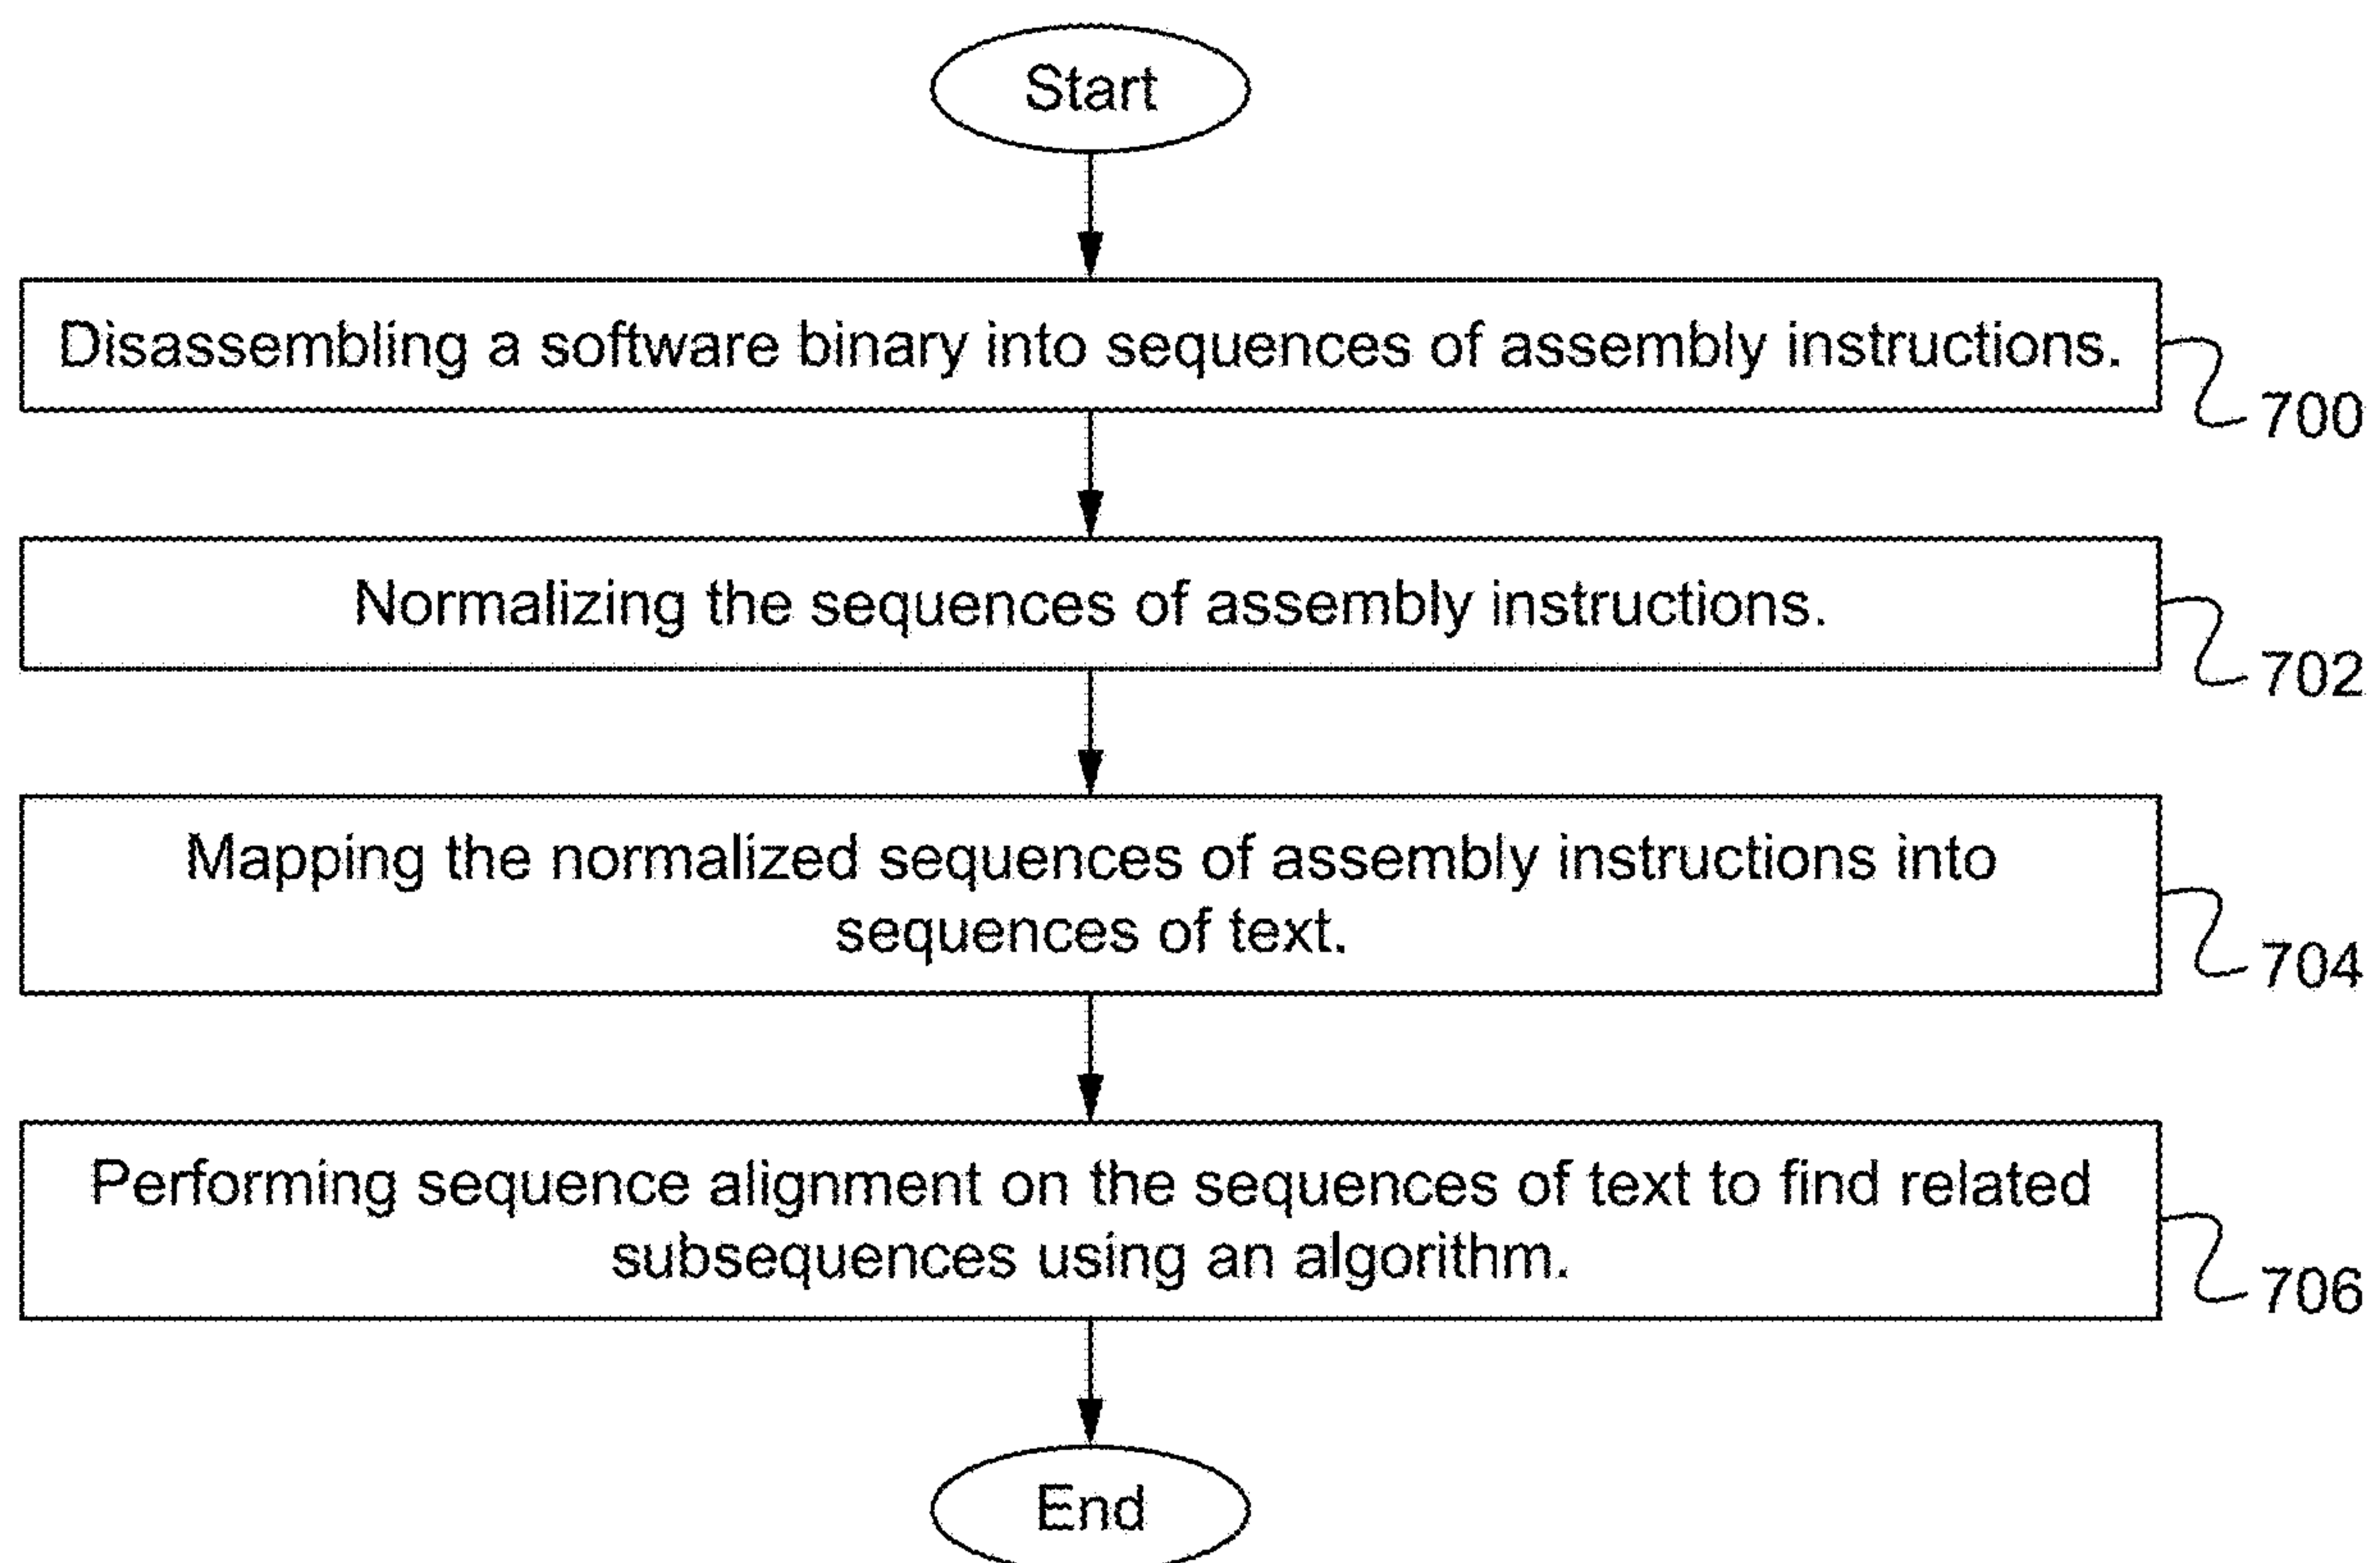 Start
Disassembling a software binary into sequences of assembly instructions.
700
Normalizing the sequences of assembly instructions.
702
Mapping the normalized sequences of assembly instructions into
sequences of text.
704
Performing sequence alignment on the sequences of text to find related
subsequences using an algorithm.
706
End